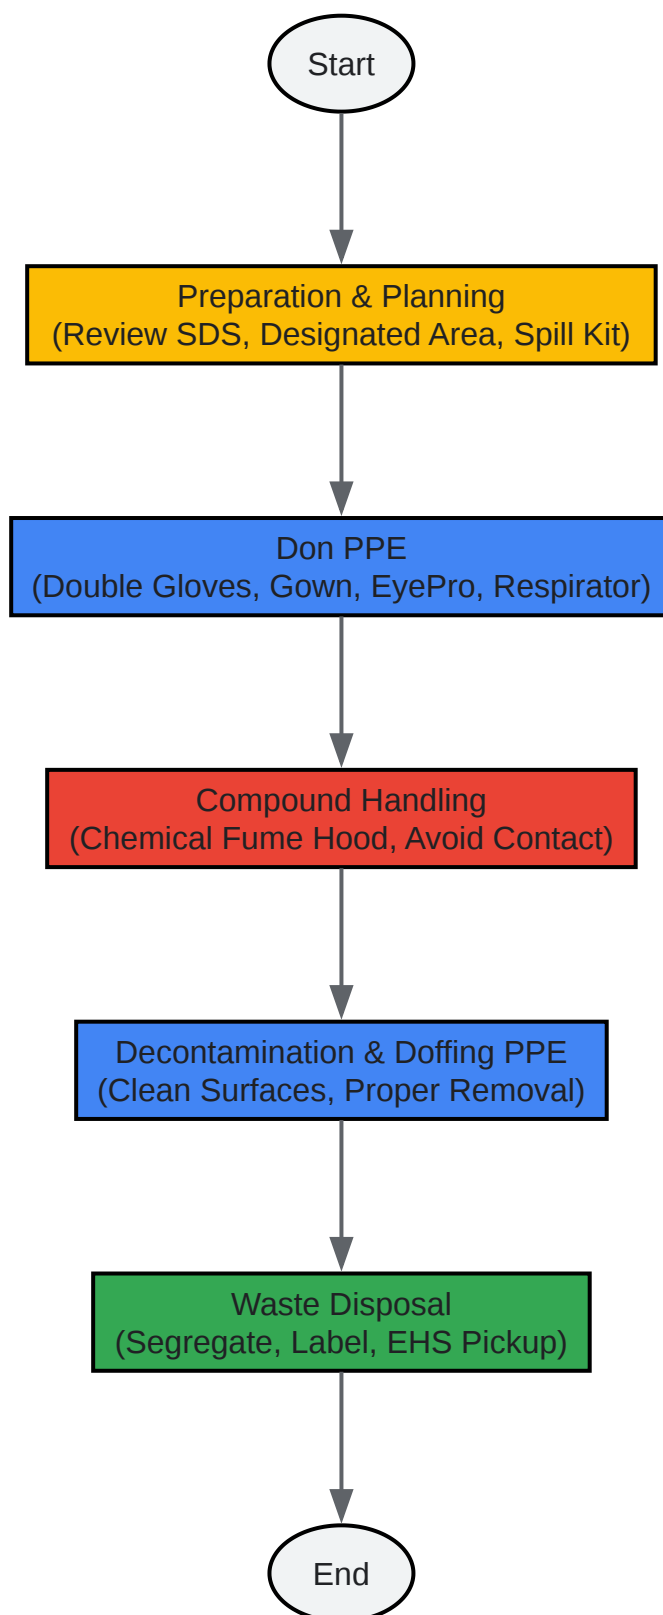 Start
Preparation & Planning
(Review SDS, Designated Area, Spill Kit)
Don PPE
(Double Gloves, Gown, EyePro, Respirator)
Compound Handling
(Chemical Fume Hood, Avoid Contact)
Decontamination & Doffing PPE
(Clean Surfaces, Proper Removal)
Waste Disposal
(Segregate, Label, EHS Pickup)
End